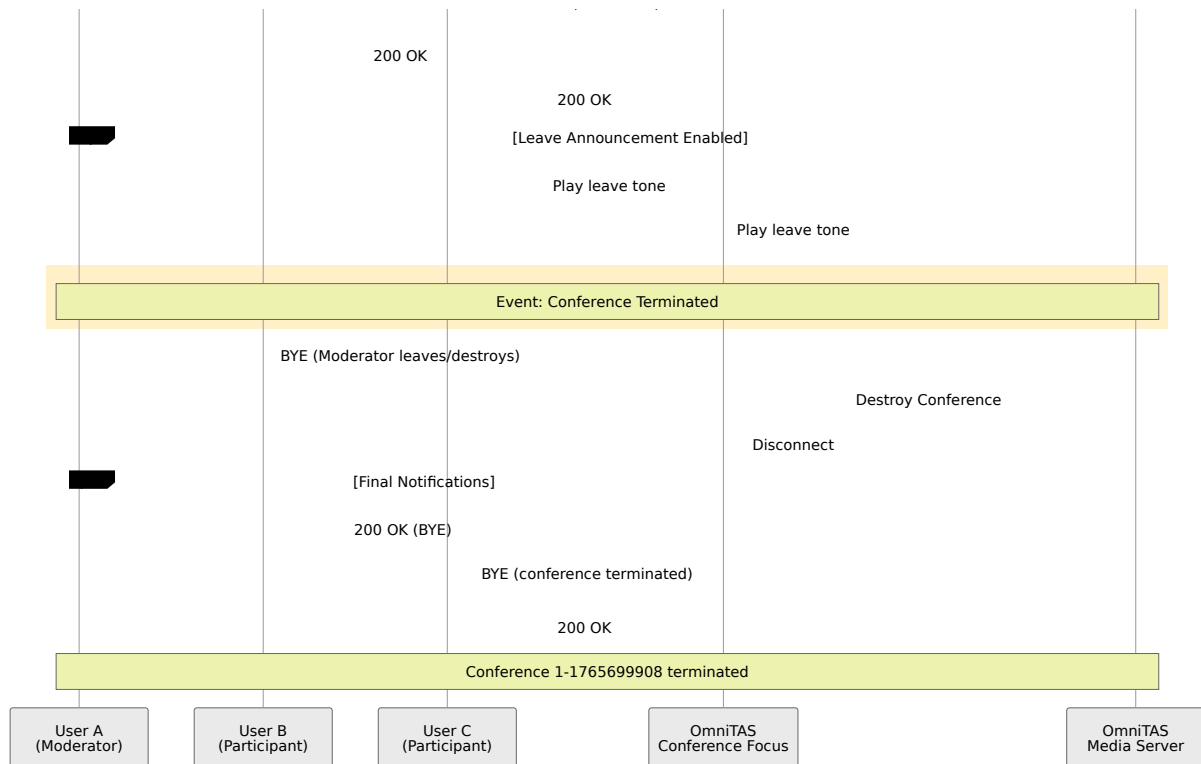 200 OK
200 OK
[Leave Announcement Enabled]
Play leave tone
Play leave tone
Event: Conference Terminated
BYE (Moderator leaves/destroys)
Destroy Conference
Disconnect
[Final Notifications]
200 OK (BYE)
BYE (conference terminated)
200 OK
Conference 1-1765699908 terminated
User A
(Moderator)
User B
(Participant)
User C
(Participant)
OmniTAS
Conference Focus
OmniTAS
Media Server